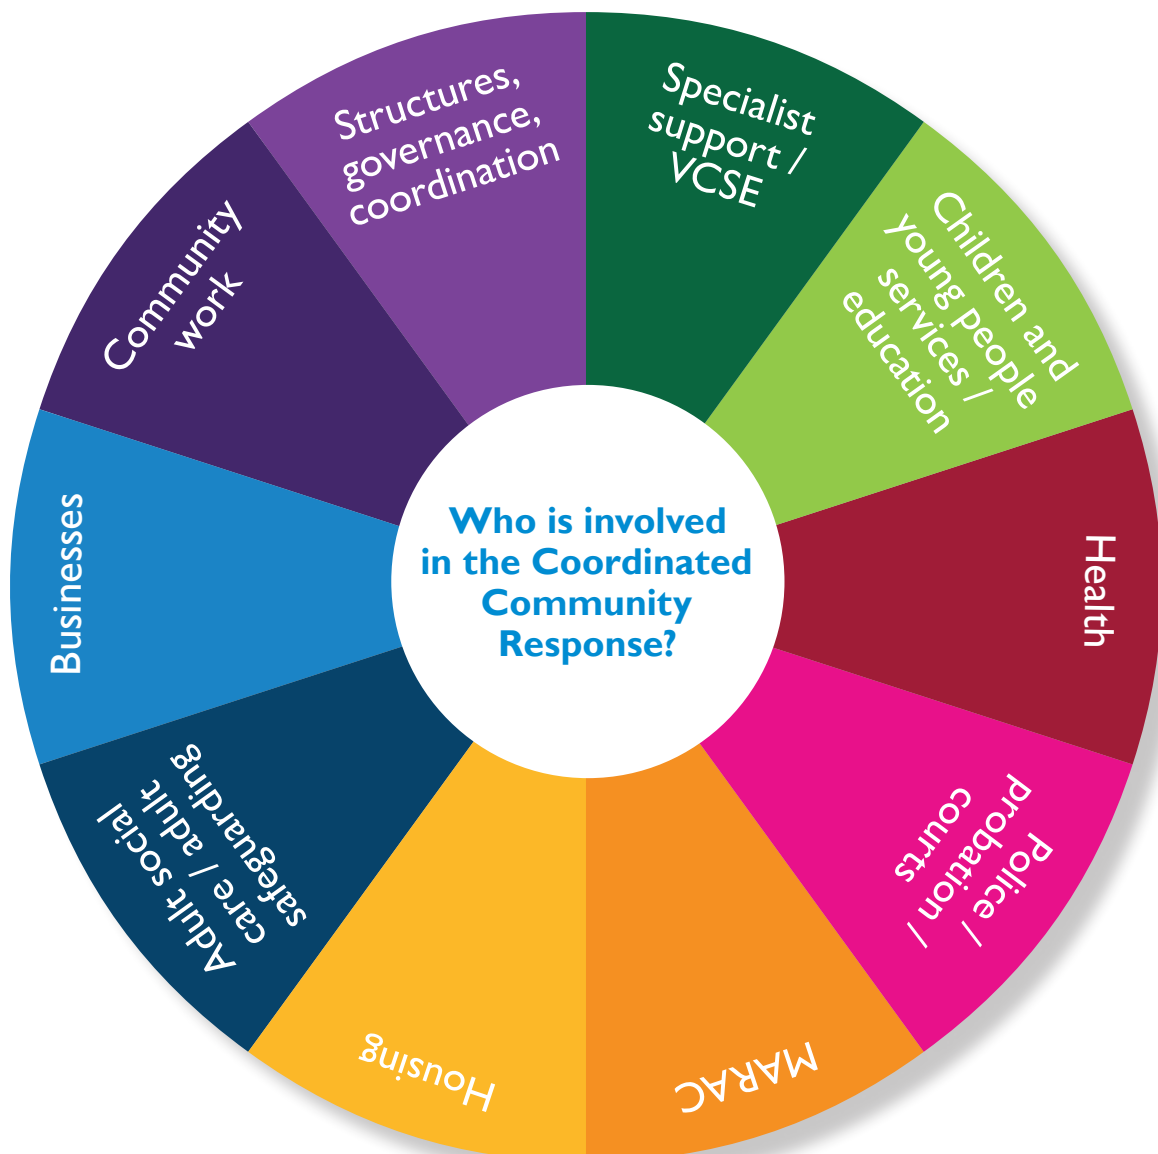 Who is involved
in the Coordinated
Community
Response?
Specialist
support /
VCSE
Children and
young people
services /
education
Health
Police /
probation /
courts
MARAC
Housing
Adult social
care / adult
safeguarding
Businesses
Community
work
Structures,
governance,
coordination